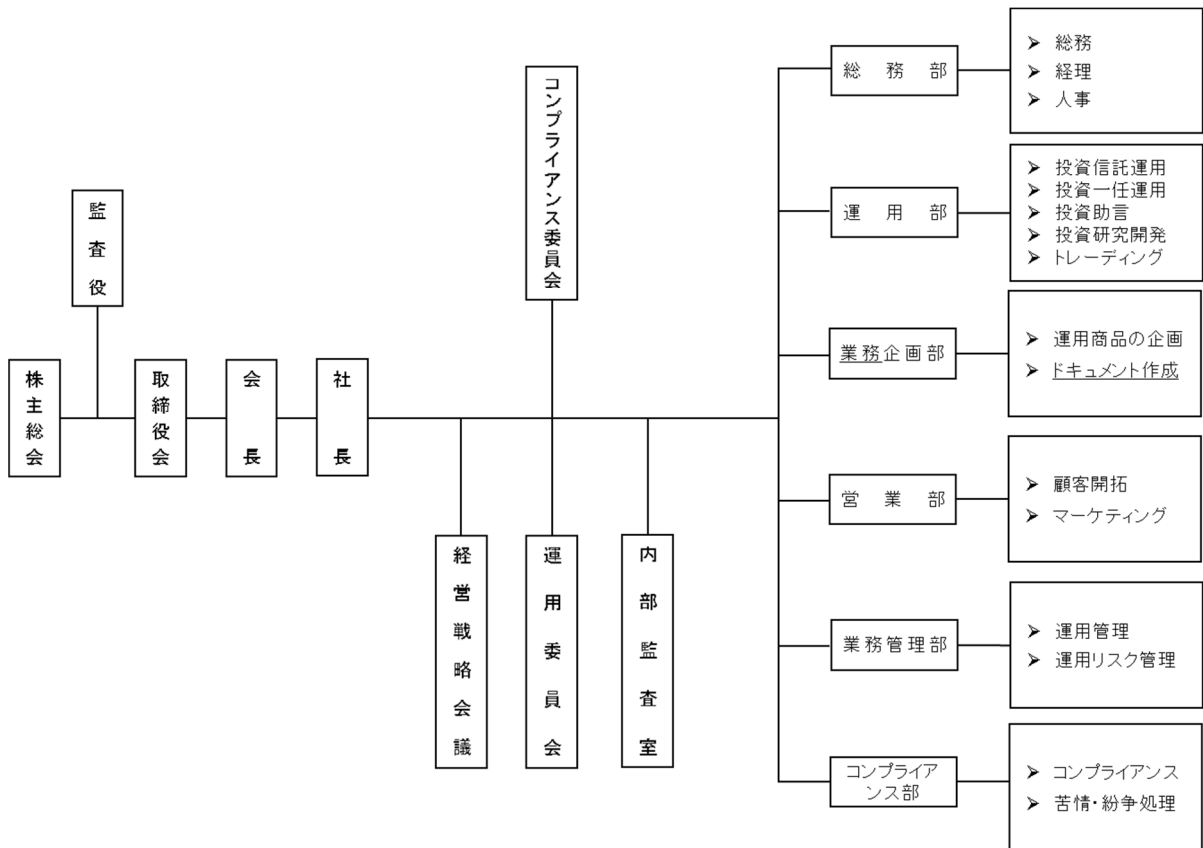 株主総会
監査役
取締役会
会長
社長
コンプライアンス委員会
経営戦略会議
運用委員会
内部監査室
総務部
➤ 総務
➤ 経理
➤ 人事
運用部
➤ 投資信託運用
➤ 投資一任運用
➤ 投資助言
➤ 投資研究開発
➤ トレーディング
業務企画部
➤ 運用商品の企画
➤ ドキュメント作成
営業部
➤ 顧客開拓
➤ マーケティング
業務管理部
➤ 運用管理
➤ 運用リスク管理
コンプライア
ンス部
➤ コンプライアンス
➤ 苦情・紛争処理